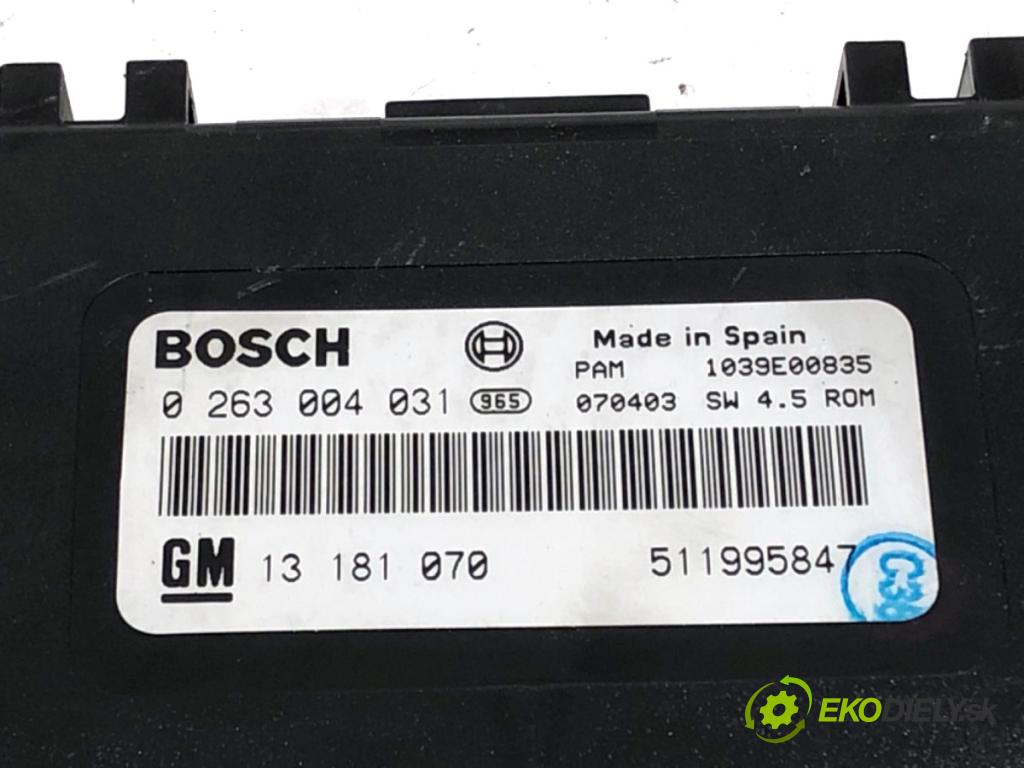 BOSCH
Made in Spain
PAM 1039E00835
0 263 004 031 965 070403 SW 4.5 ROM
GM 13 181 070 511995847
EKODIELY.sk